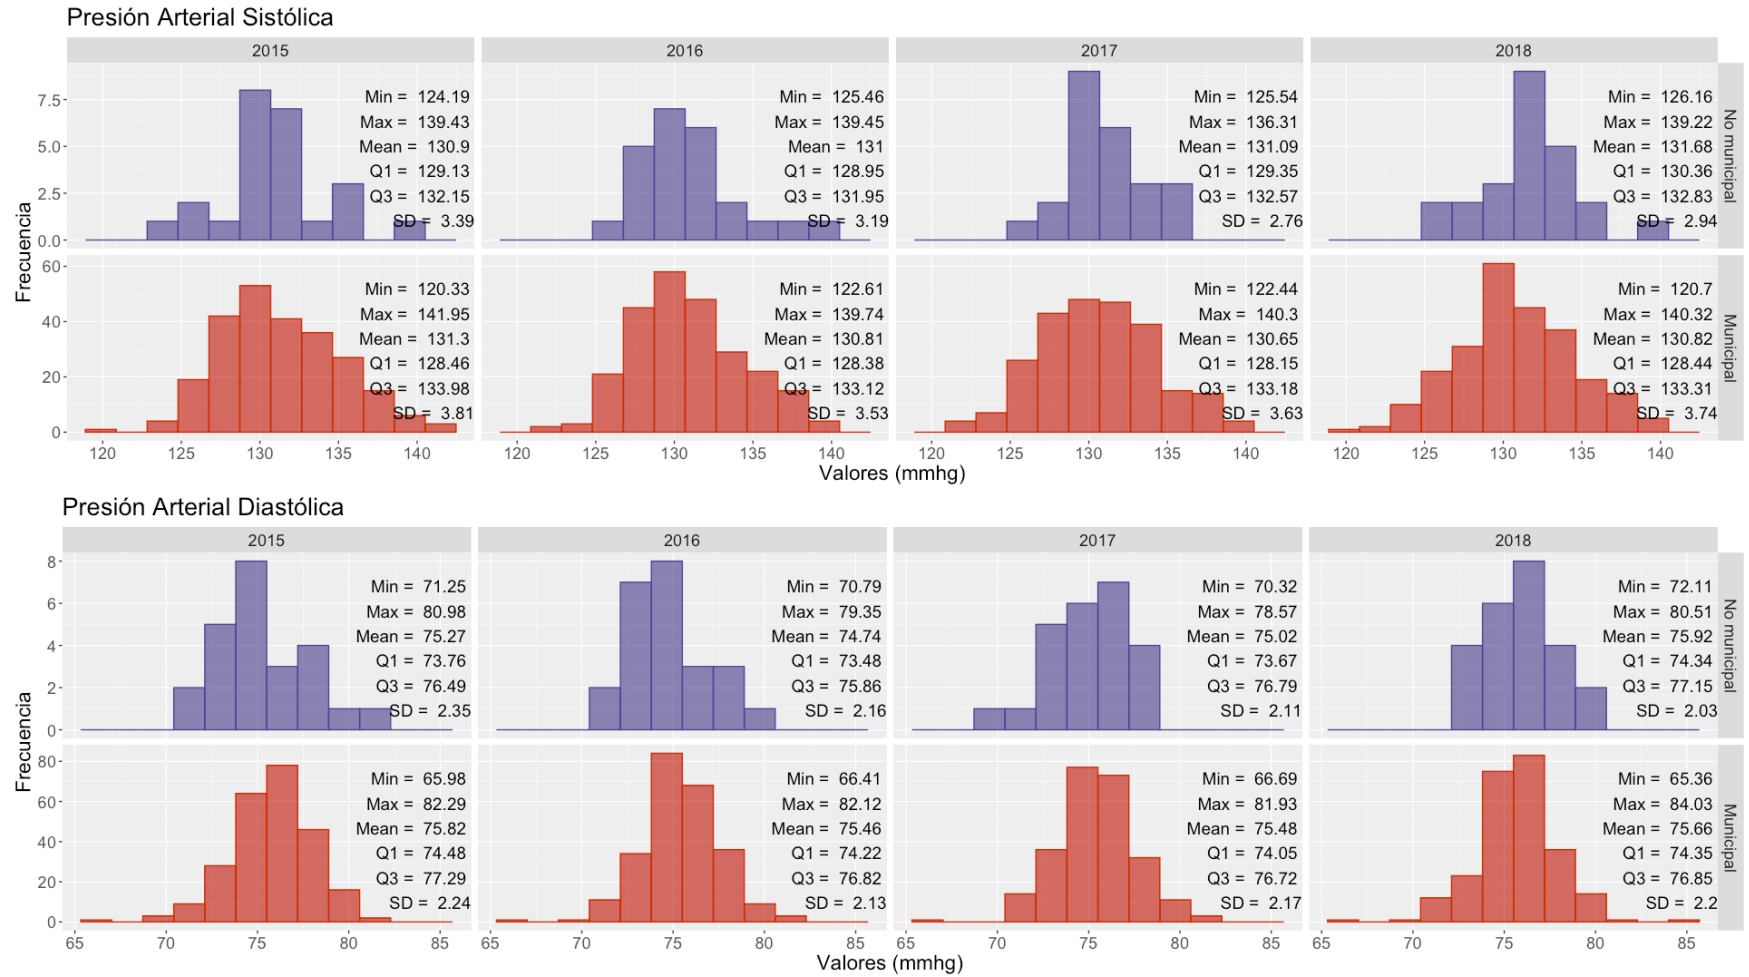 Presión Arterial Sistólica
2015 2016 2017 2018
Frecuencia
7.5
5.0
2.5
0.0
Min = 124.19
Max = 139.43
Mean = 130.9
Q1 = 129.13
Q3 = 132.15
SD = 3.39
Min = 125.46
Max = 139.45
Mean = 131
Q1 = 128.95
Q3 = 131.95
SD = 3.19
Min = 125.54
Max = 136.31
Mean = 131.09
Q1 = 129.35
Q3 = 132.57
SD = 2.76
Min = 126.16
Max = 139.22
Mean = 131.68
Q1 = 130.36
Q3 = 132.83
SD = 2.94
No municipal
60
40
20
0
Min = 120.33
Max = 141.95
Mean = 131.3
Q1 = 128.46
Q3 = 133.98
SD = 3.81
Min = 122.61
Max = 139.74
Mean = 130.81
Q1 = 128.38
Q3 = 133.12
SD = 3.53
Min = 122.44
Max = 140.3
Mean = 130.65
Q1 = 128.15
Q3 = 133.18
SD = 3.63
Min = 120.7
Max = 140.32
Mean = 130.82
Q1 = 128.44
Q3 = 133.31
SD = 3.74
Municipal
120 125 130 135 140 120 125 130 135 140 120 125 130 135 140 120 125 130 135 140
Valores (mmhg)
Presión Arterial Diastólica
2015 2016 2017 2018
Frecuencia
8
6
4
2
0
Min = 71.25
Max = 80.98
Mean = 75.27
Q1 = 73.76
Q3 = 76.49
SD = 2.35
Min = 70.79
Max = 79.35
Mean = 74.74
Q1 = 73.48
Q3 = 75.86
SD = 2.16
Min = 70.32
Max = 78.57
Mean = 75.02
Q1 = 73.67
Q3 = 76.79
SD = 2.11
Min = 72.11
Max = 80.51
Mean = 75.92
Q1 = 74.34
Q3 = 77.15
SD = 2.03
No municipal
80
60
40
20
0
Min = 65.98
Max = 82.29
Mean = 75.82
Q1 = 74.48
Q3 = 77.29
SD = 2.24
Min = 66.41
Max = 82.12
Mean = 75.46
Q1 = 74.22
Q3 = 76.82
SD = 2.13
Min = 66.69
Max = 81.93
Mean = 75.48
Q1 = 74.05
Q3 = 76.72
SD = 2.17
Min = 65.36
Max = 84.03
Mean = 75.66
Q1 = 74.35
Q3 = 76.85
SD = 2.2
Municipal
65 70 75 80 85 65 70 75 80 85 65 70 75 80 85 65 70 75 80 85
Valores (mmhg)